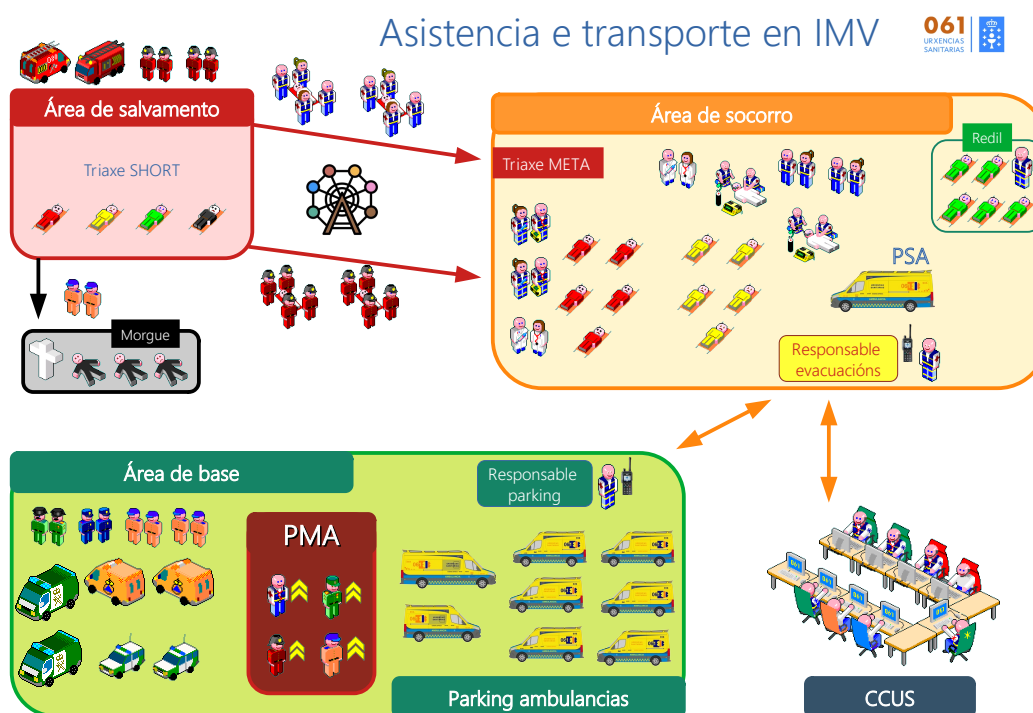 Asistencia e transporte en IMV
061
URXENCIAS
SANITARIAS
Área de salvamento
Triaxe SHORT
Área de socorro
Redil
Triaxe META
PSA
Responsable
evacuacións
Morgue
Área de base
PMA
Responsable
parking
Parking ambulancias
CCUS